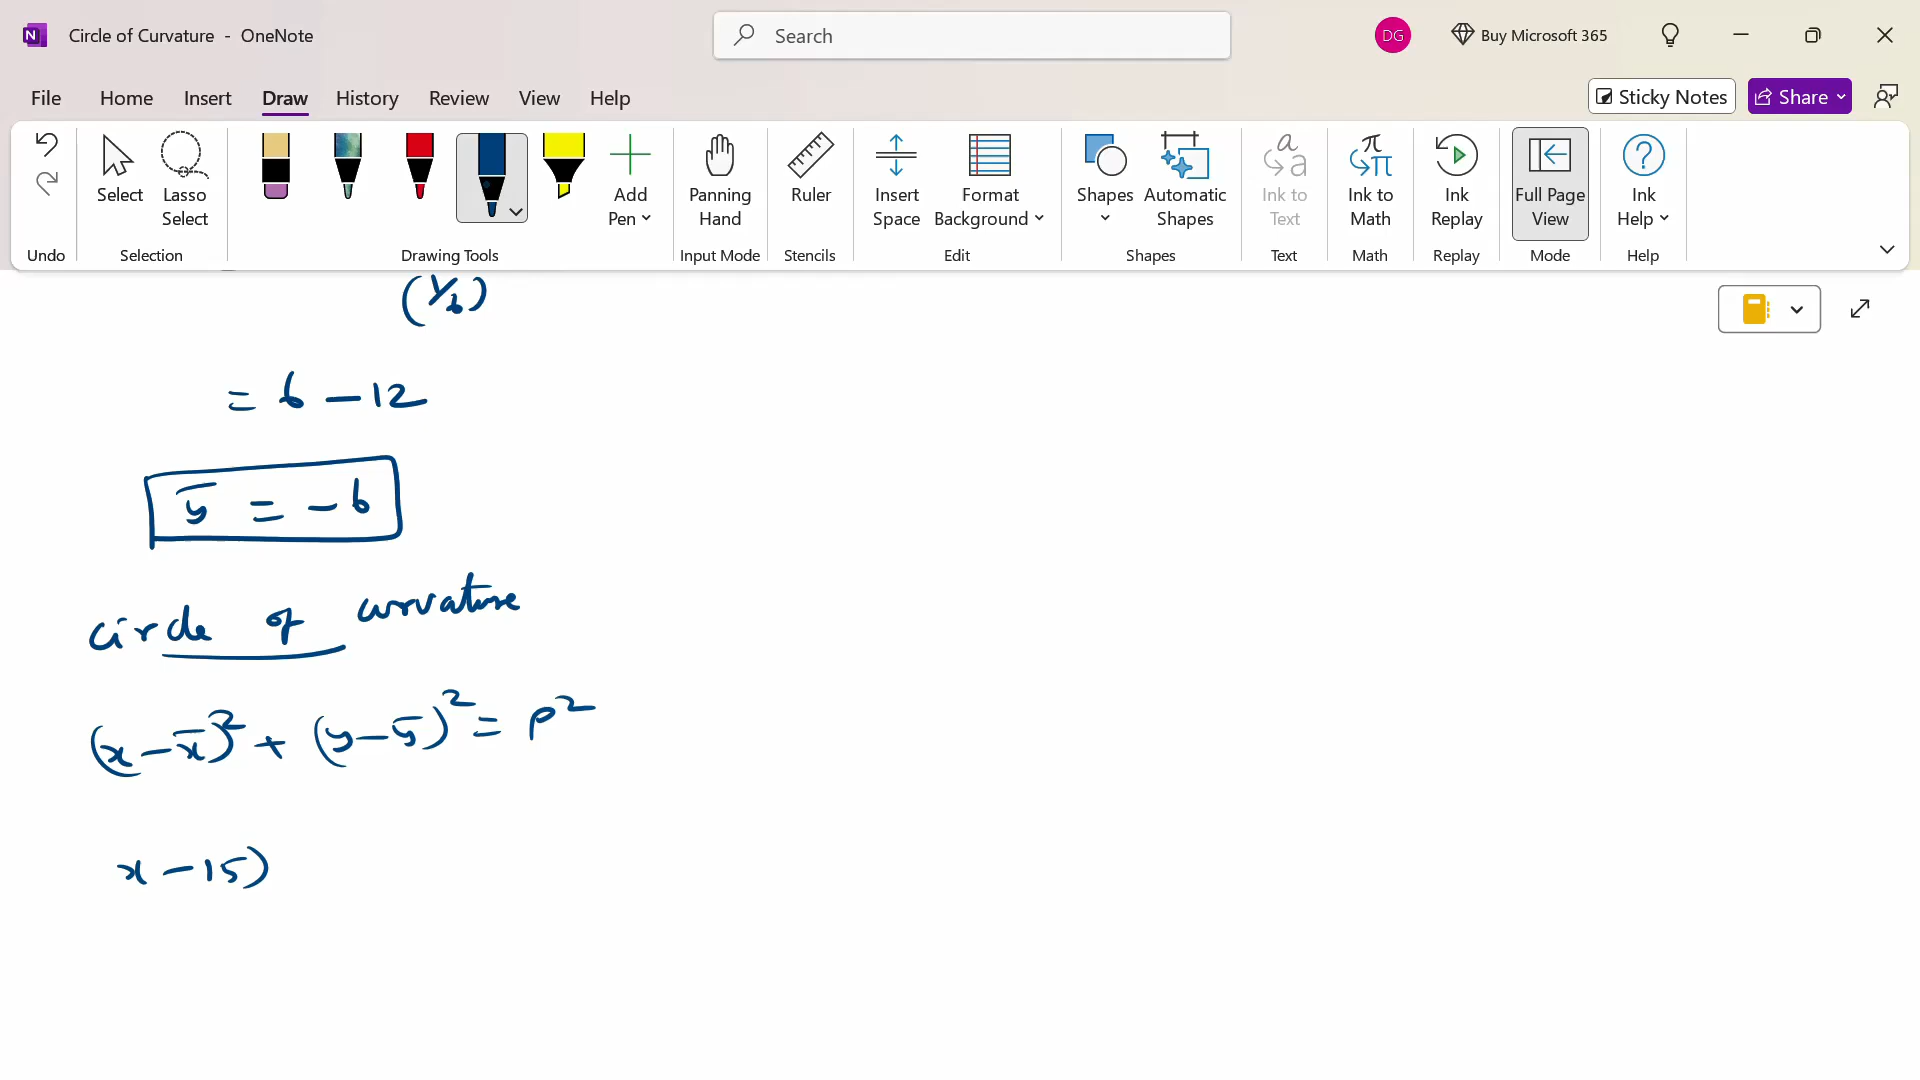 Circle of Curvature - OneNote
Search
DG
Buy Microsoft 365
File Home Insert Draw History Review View Help
Sticky Notes
Share
Undo
Select
Lasso Select
Selection
Drawing Tools
Add Pen
Panning Hand
Input Mode
Ruler
Stencils
Insert Space
Format Background
Edit
Shapes
Automatic Shapes
Shapes
Ink to Text
Text
Ink to Math
Math
Ink Replay
Replay
Full Page View
Mode
Ink Help
Help
(1/6)
= 6 - 12
y̅ = -6
circle of curvature
(x - x̅)² + (y - y̅)² = ρ²
x - 15)